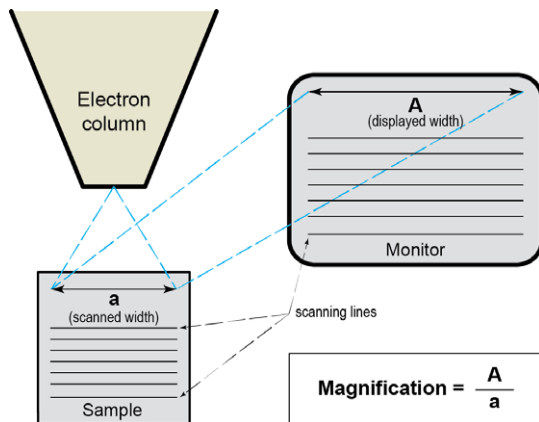 Electron
column
A
(displayed width)
Monitor
a
(scanned width)
scanning lines
Sample
Magnification = A
a